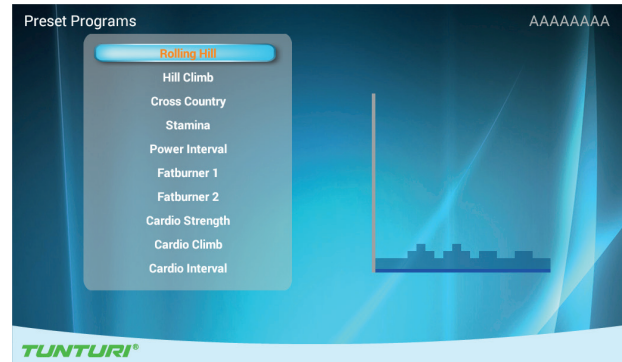 Preset Programs
AAAAAAAA
Rolling Hill
Hill Climb
Cross Country
Stamina
Power Interval
Fatburner 1
Fatburner 2
Cardio Strength
Cardio Climb
Cardio Interval
TUNTURI®